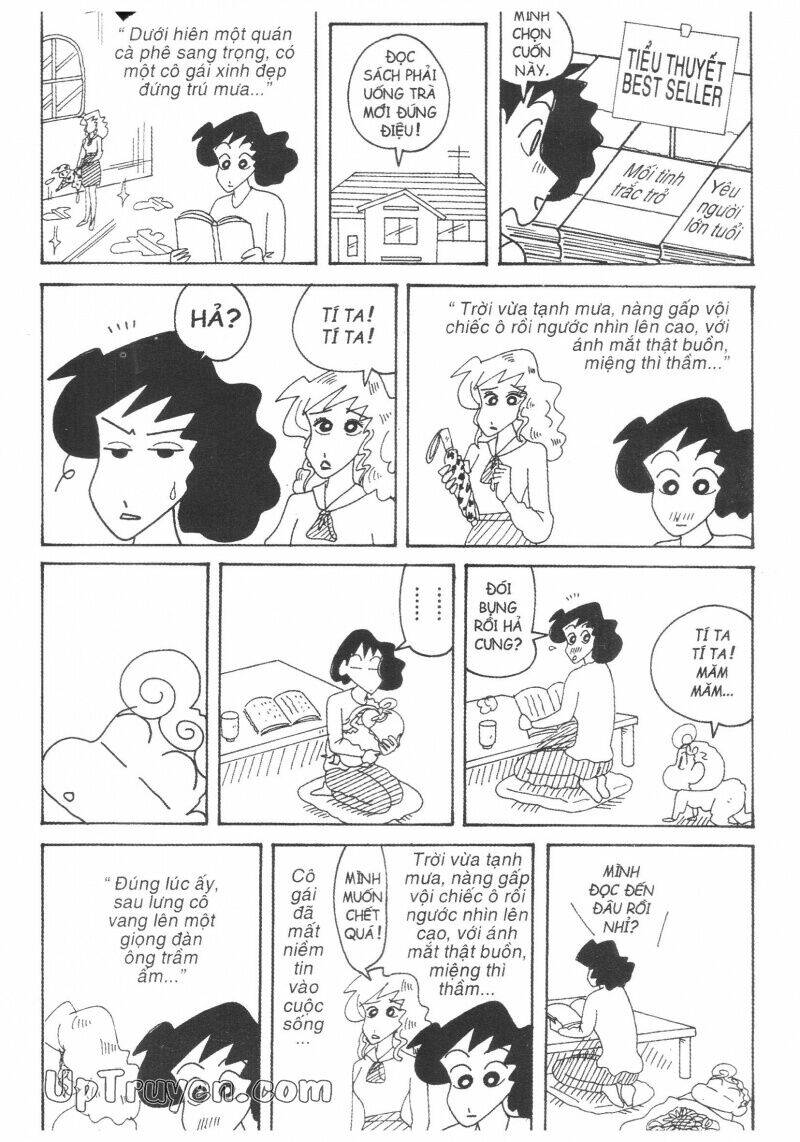 MÌNH
CHỌN
CUỐN
NÀY.
TIỂU THUYẾT
BEST SELLER
Mối tình
trắc trở
Yêu
người
lớn tuổi
ĐỌC
SÁCH PHẢI
UỐNG TRÀ
MỚI ĐÚNG
ĐIỆU!
“ Dưới hiên một quán
cà phê sang trọng, có
một cô gái xinh đẹp
đứng trú mưa...”
“ Trời vừa tạnh mưa, nàng gấp vội
chiếc ô rồi ngước nhìn lên cao, với
ánh mắt thật buồn,
miệng thì thầm...”
TÍ TA!
TÍ TA!
HẢ?
TÍ TA
TÍ TA!
MĂM
MĂM...
ĐÓI
BỤNG
RỒI HẢ
CƯNG?
MÌNH
ĐỌC ĐẾN
ĐÂU RỒI
NHỈ?
Trời vừa tạnh
mưa, nàng gấp
vội chiếc ô rồi
ngước nhìn lên
cao, với ánh
mắt thật buồn,
miệng thì
thầm...
MÌNH
MUỐN
CHẾT
QUÁ!
Cô
gái
đã
mất
niềm
tin
vào
cuộc
sống
...
“ Đúng lúc ấy,
sau lưng cô
vang lên một
giọng đàn
ông trầm
ấm...”
UpTruyen.com